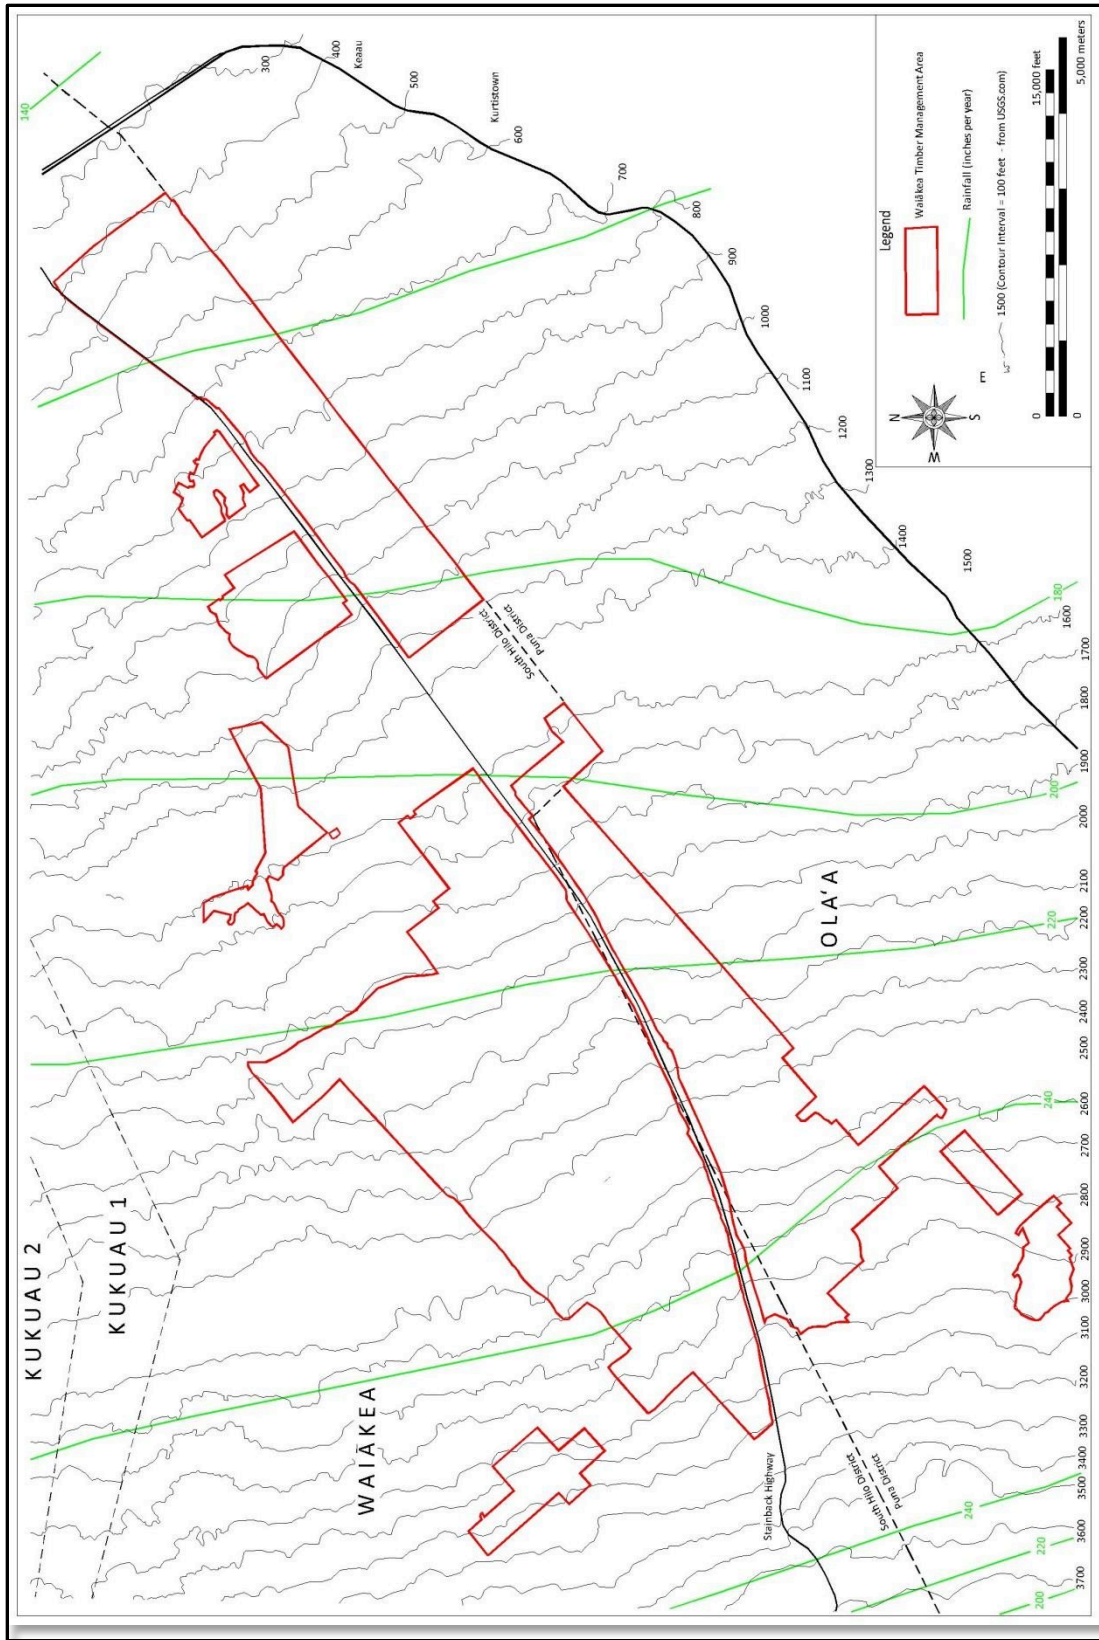 KUKUAU 2
KUKUAU 1
WAIĀKEA
OLA'A
Stainback Highway
South Hilo District
Puna District
South Hilo District
Puna District
Keaau
Kurtistown
300
400
500
600
700
800
900
1000
1100
1200
1300
1400
1500
1600
1700
1800
1900
2000
2100
2200
2300
2400
2500
2600
2700
2800
2900
3000
3100
3200
3300
3400
3500
3600
3700
140
180
200
220
240
240
220
200
Legend
Waiākea Timber Management Area
Rainfall (inches per year)
1500 (Contour Interval = 100 feet - from USGS.com)
N
E
S
W
0
15,000 feet
0
5,000 meters